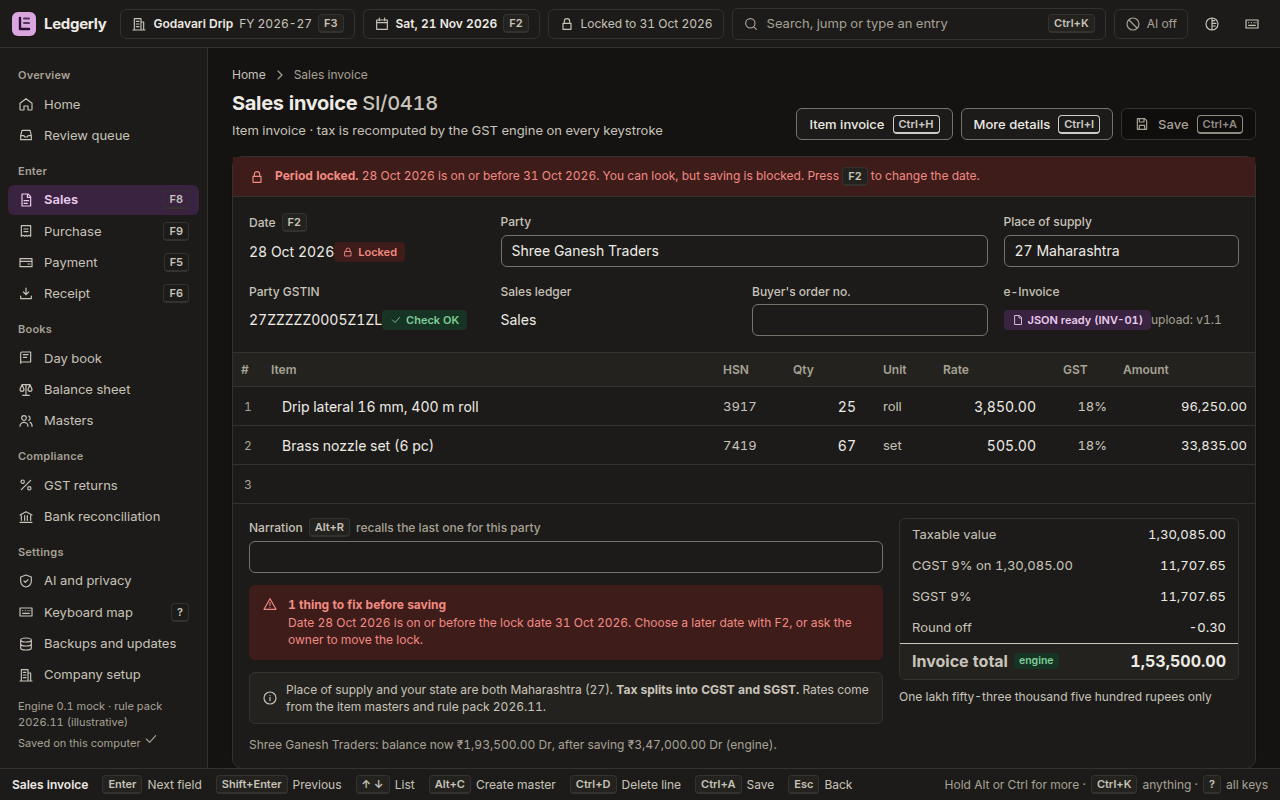 Ledgerly
Godavari Drip FY 2026-27 F3
Sat, 21 Nov 2026 F2
Locked to 31 Oct 2026
Search, jump or type an entry Ctrl+K
AI off
Overview
Home
Review queue
Enter
Sales F8
Purchase F9
Payment F5
Receipt F6
Books
Day book
Balance sheet
Masters
Compliance
GST returns
Bank reconciliation
Settings
AI and privacy
Keyboard map ?
Backups and updates
Company setup
Engine 0.1 mock · rule pack
2026.11 (illustrative)
Saved on this computer
Home > Sales invoice
Sales invoice SI/0418
Item invoice · tax is recomputed by the GST engine on every keystroke
Item invoice Ctrl+H
More details Ctrl+I
Save Ctrl+A
Period locked. 28 Oct 2026 is on or before 31 Oct 2026. You can look, but saving is blocked. Press F2 to change the date.
Date F2
28 Oct 2026 Locked
Party
Shree Ganesh Traders
Place of supply
27 Maharashtra
Party GSTIN
27ZZZZZ0005Z1ZL Check OK
Sales ledger
Sales
Buyer's order no.
e-Invoice
JSON ready (INV-01) upload: v1.1
# Item HSN Qty Unit Rate GST Amount
1 Drip lateral 16 mm, 400 m roll 3917 25 roll 3,850.00 18% 96,250.00
2 Brass nozzle set (6 pc) 7419 67 set 505.00 18% 33,835.00
3
Narration Alt+R recalls the last one for this party
1 thing to fix before saving
Date 28 Oct 2026 is on or before the lock date 31 Oct 2026. Choose a later date with F2, or ask the
owner to move the lock.
Place of supply and your state are both Maharashtra (27). Tax splits into CGST and SGST. Rates come
from the item masters and rule pack 2026.11.
Shree Ganesh Traders: balance now ₹1,93,500.00 Dr, after saving ₹3,47,000.00 Dr (engine).
Taxable value 1,30,085.00
CGST 9% on 1,30,085.00 11,707.65
SGST 9% 11,707.65
Round off -0.30
Invoice total engine 1,53,500.00
One lakh fifty-three thousand five hundred rupees only
Sales invoice Enter Next field Shift+Enter Previous ↑↓ List Alt+C Create master Ctrl+D Delete line Ctrl+A Save Esc Back Hold Alt or Ctrl for more · Ctrl+K anything · ? all keys